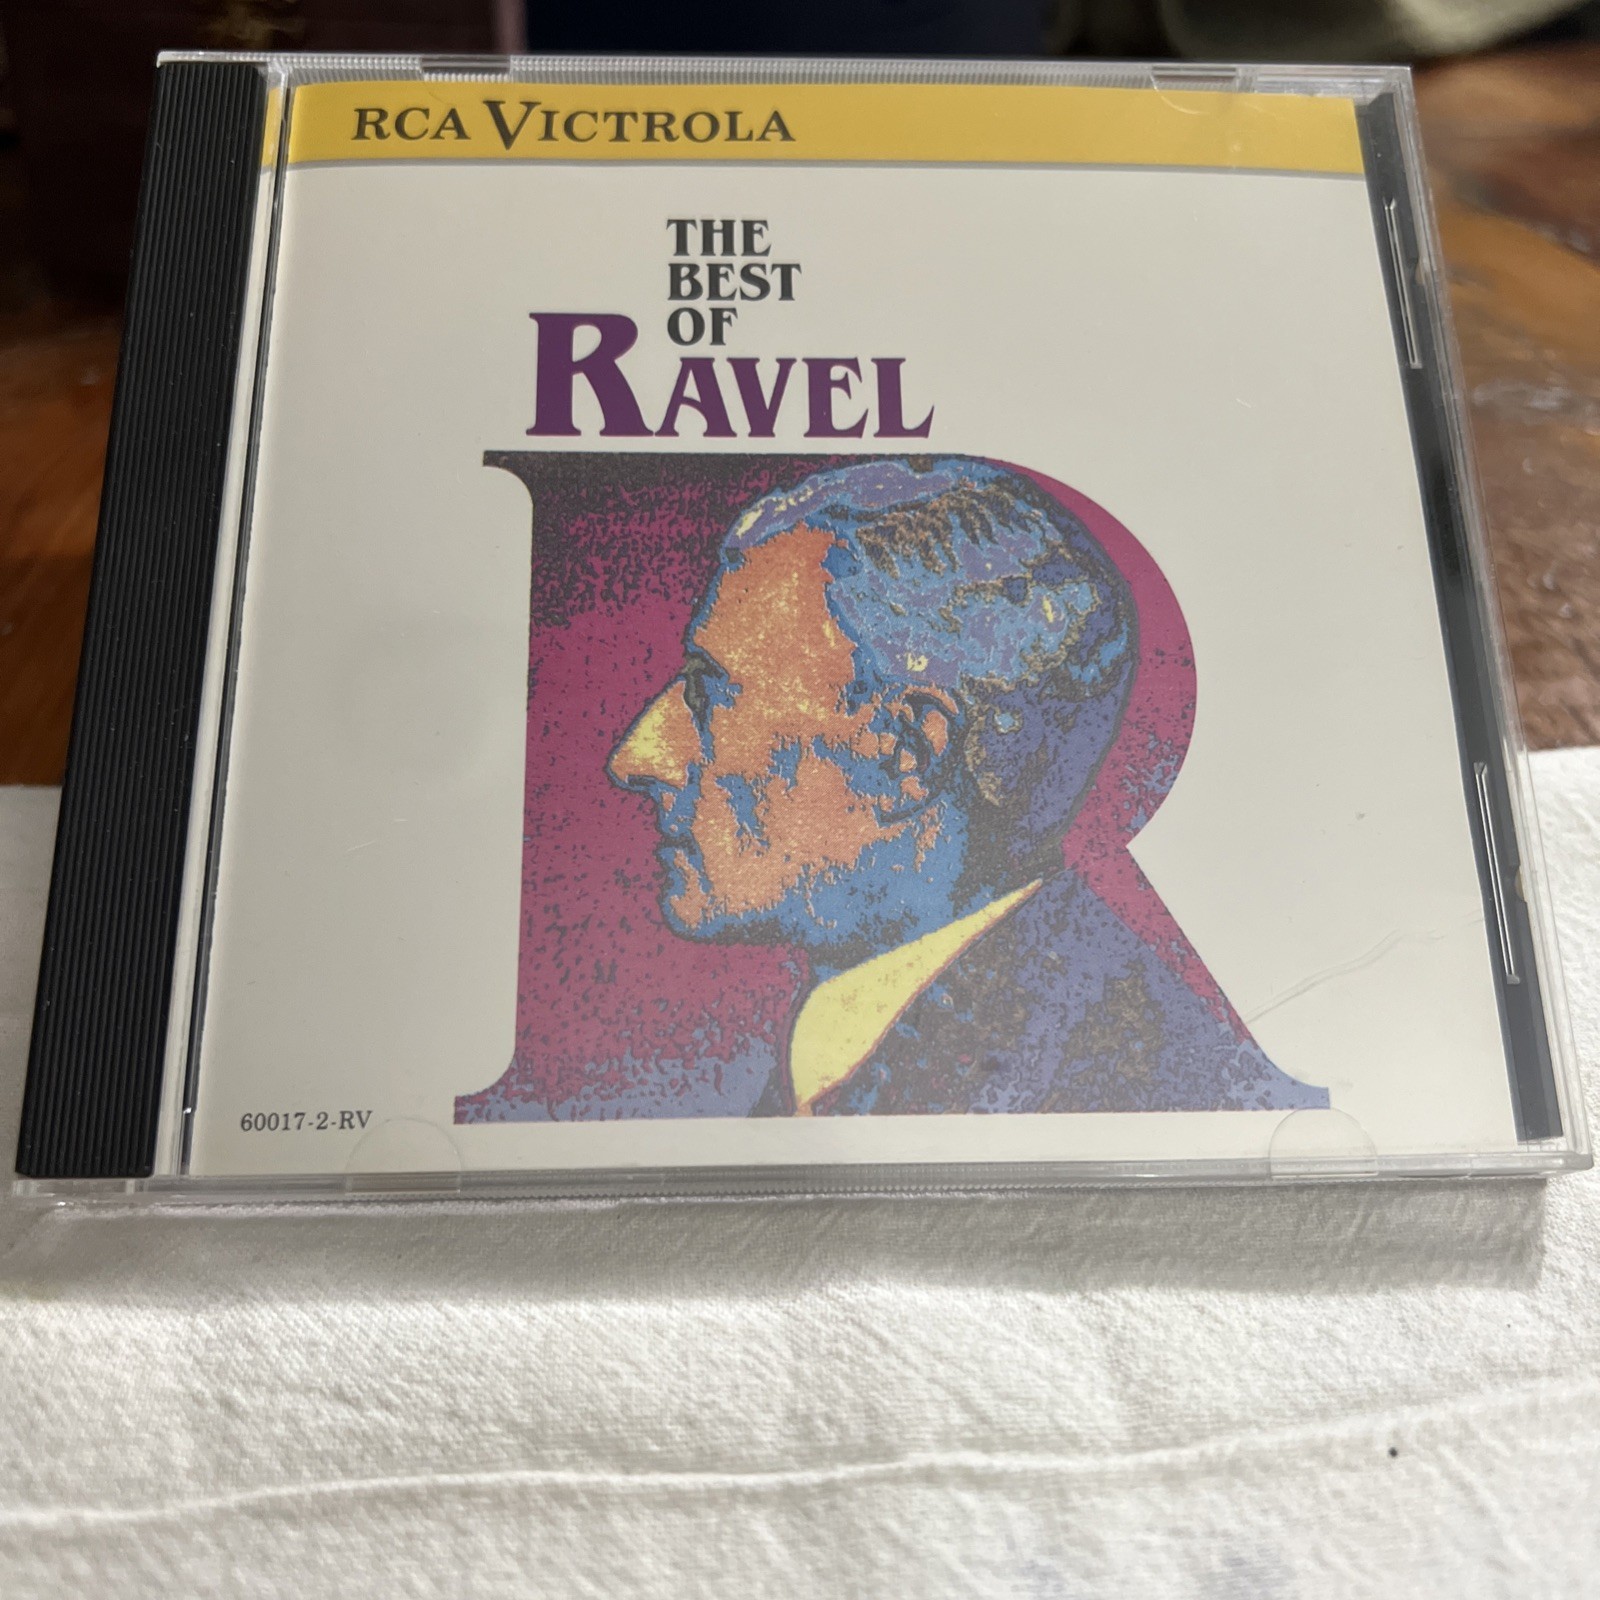 RCA VICTROLA
THE
BEST
OF
RAVEL
60017-2-RV